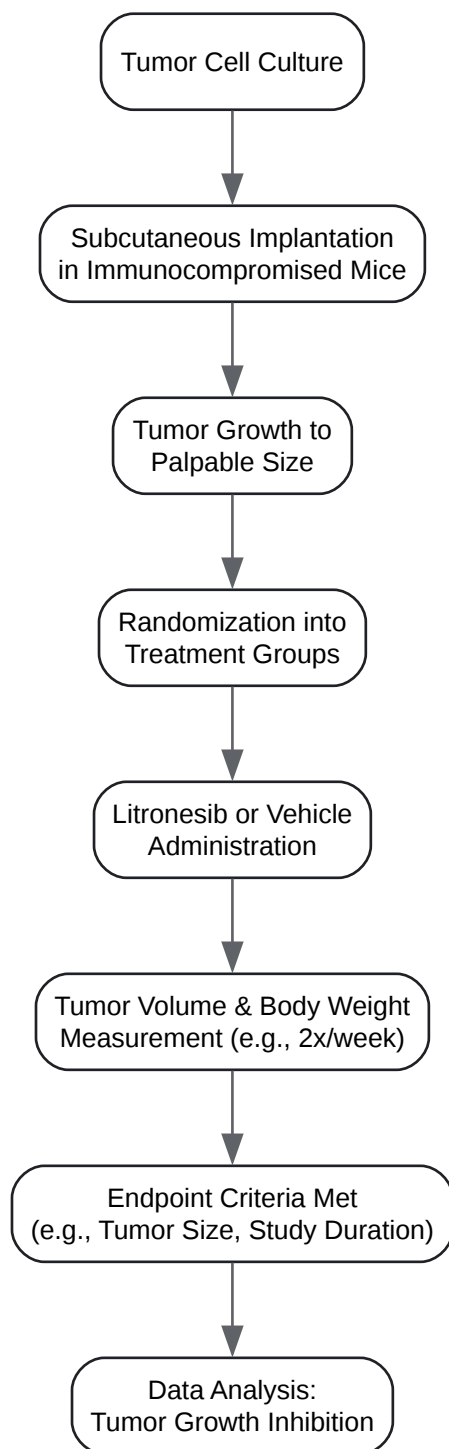 Tumor Cell Culture
Subcutaneous Implantation
in Immunocompromised Mice
Tumor Growth to
Palpable Size
Randomization into
Treatment Groups
Litronesib or Vehicle
Administration
Tumor Volume & Body Weight
Measurement (e.g., 2x/week)
Endpoint Criteria Met
(e.g., Tumor Size, Study Duration)
Data Analysis:
Tumor Growth Inhibition